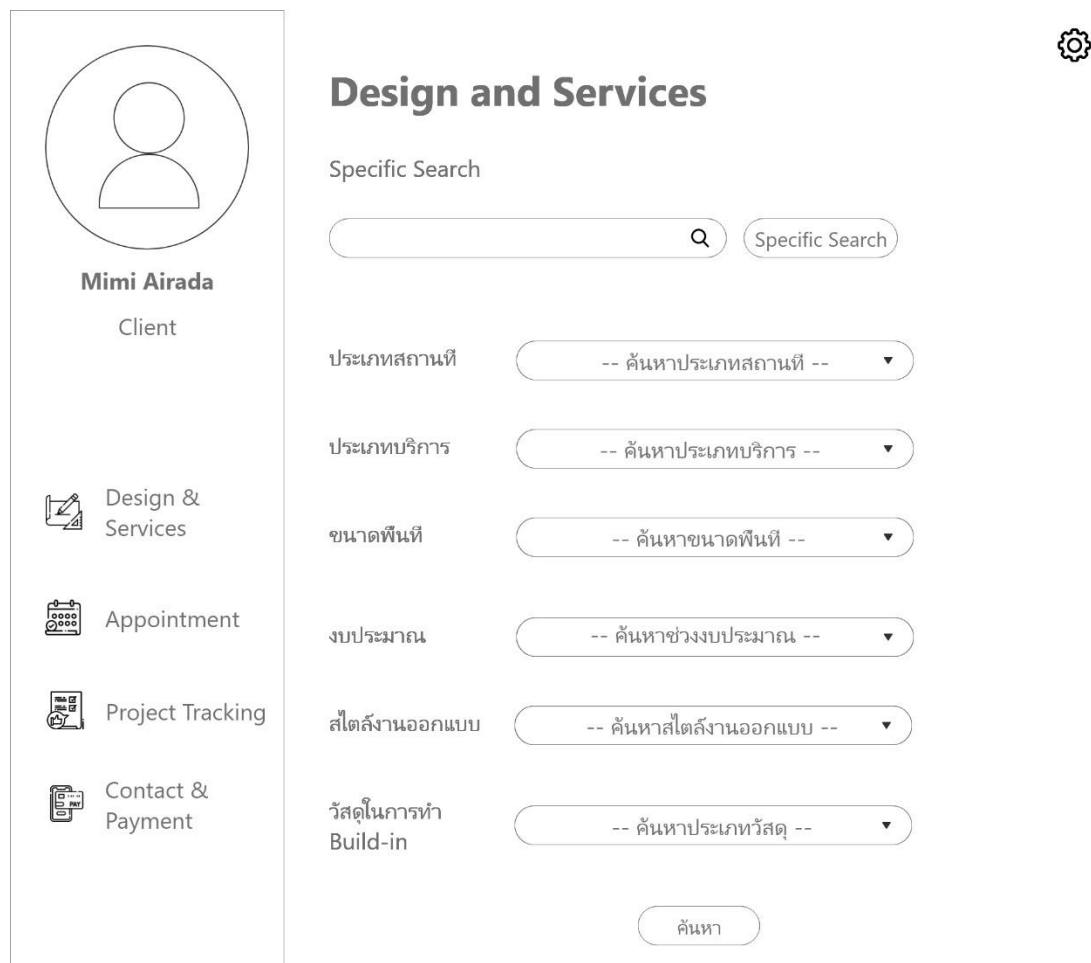 Mimi Airada
Client
Design &
Services
Appointment
Project Tracking
Contact &
Payment
PAY
Design and Services
Specific Search
Specific Search
ประเภทสถานที่
-- ค้นหาประเภทสถานที่ --
ประเภทบริการ
-- ค้นหาประเภทบริการ --
ขนาดพื้นที่
-- ค้นหาขนาดพื้นที่ --
งบประมาณ
-- ค้นหาช่วงงบประมาณ --
สไตล์งานออกแบบ
-- ค้นหาสไตล์งานออกแบบ --
วัสดุในการทำ
Build-in
-- ค้นหาประเภทวัสดุ --
ค้นหา